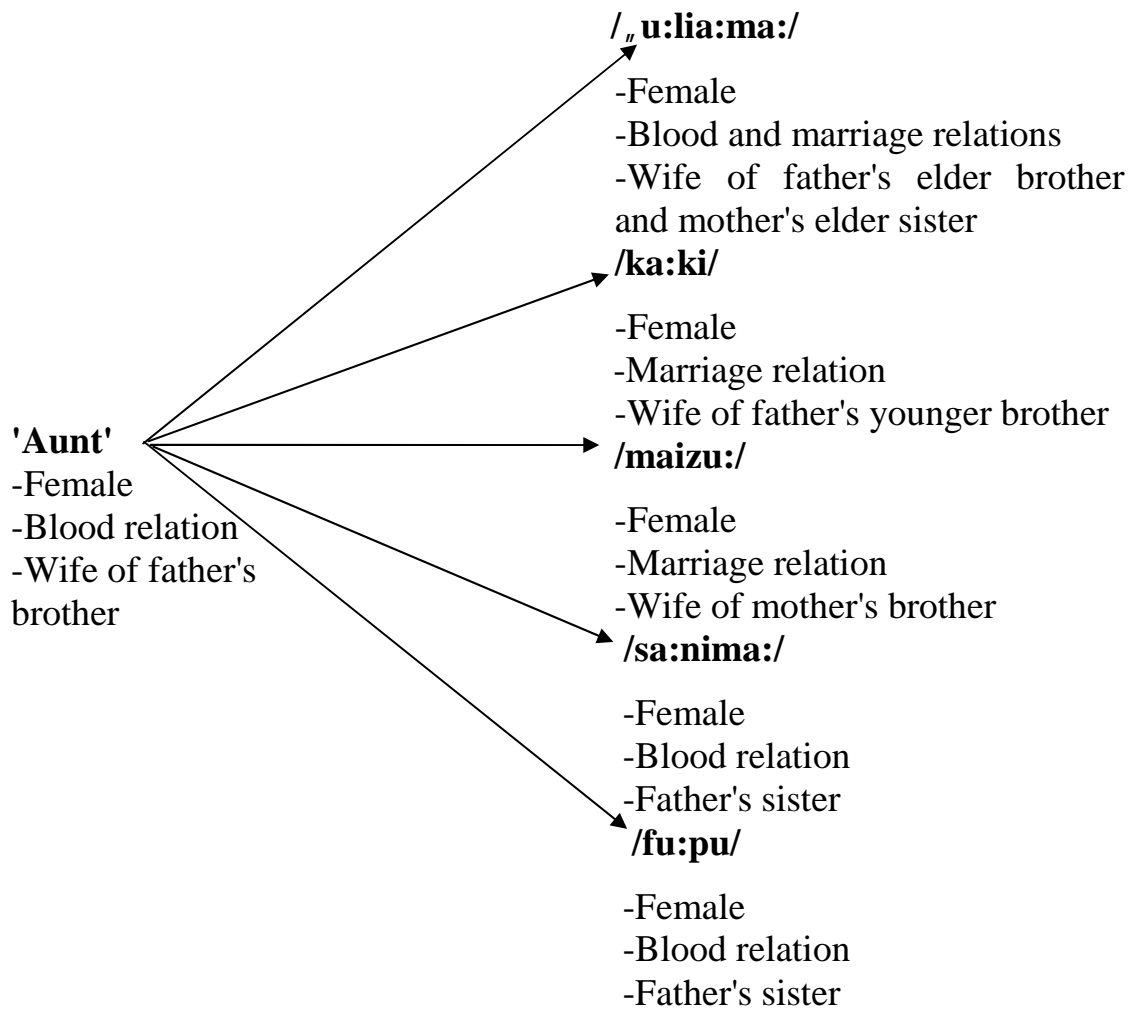 /„u:lia:ma:/
-Female
-Blood and marriage relations
-Wife of father's elder brother
and mother's elder sister
/ka:ki/
-Female
-Marriage relation
-Wife of father's younger brother
/maizu:/
-Female
-Marriage relation
-Wife of mother's brother
/sa:nima:/
-Female
-Blood relation
-Father's sister
/fu:pu/
-Female
-Blood relation
-Father's sister
'Aunt'
-Female
-Blood relation
-Wife of father's
brother